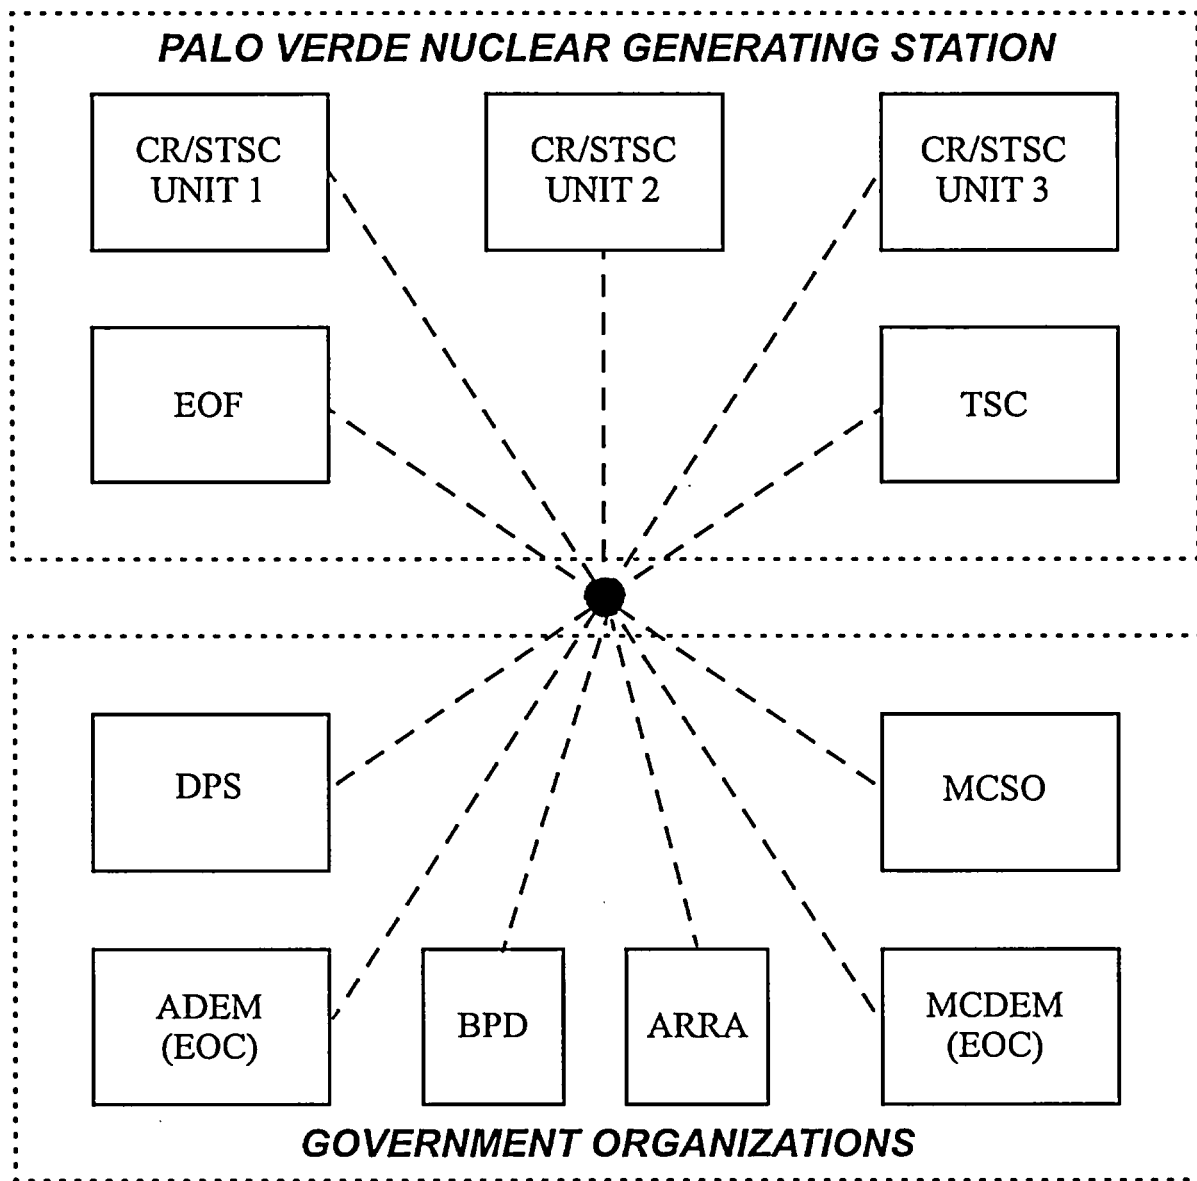 PALO VERDE NUCLEAR GENERATING STATION
CR/STSC
UNIT 1
CR/STSC
UNIT 2
CR/STSC
UNIT 3
EOF
TSC
DPS
MCSO
ADEM
(EOC)
BPD
ARRA
MCDEM
(EOC)
GOVERNMENT ORGANIZATIONS